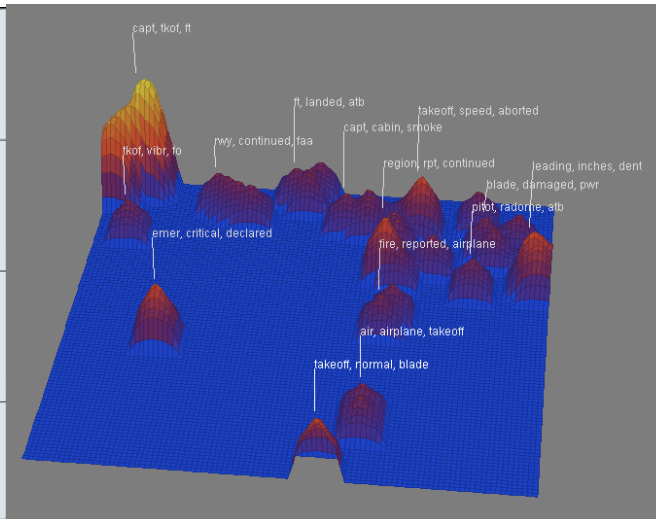 capt, tkof, ft
ft, landed, atb
takeoff, speed, aborted
capt, cabin, smoke
rwy, continued, faa
tkof, vibr, fo
region, rpt, continued
leading, inches, dent
blade, damaged, pwr
pitot, radome, atb
emer, critical, declared
fire, reported, airplane
air, airplane, takeoff
takeoff, normal, blade